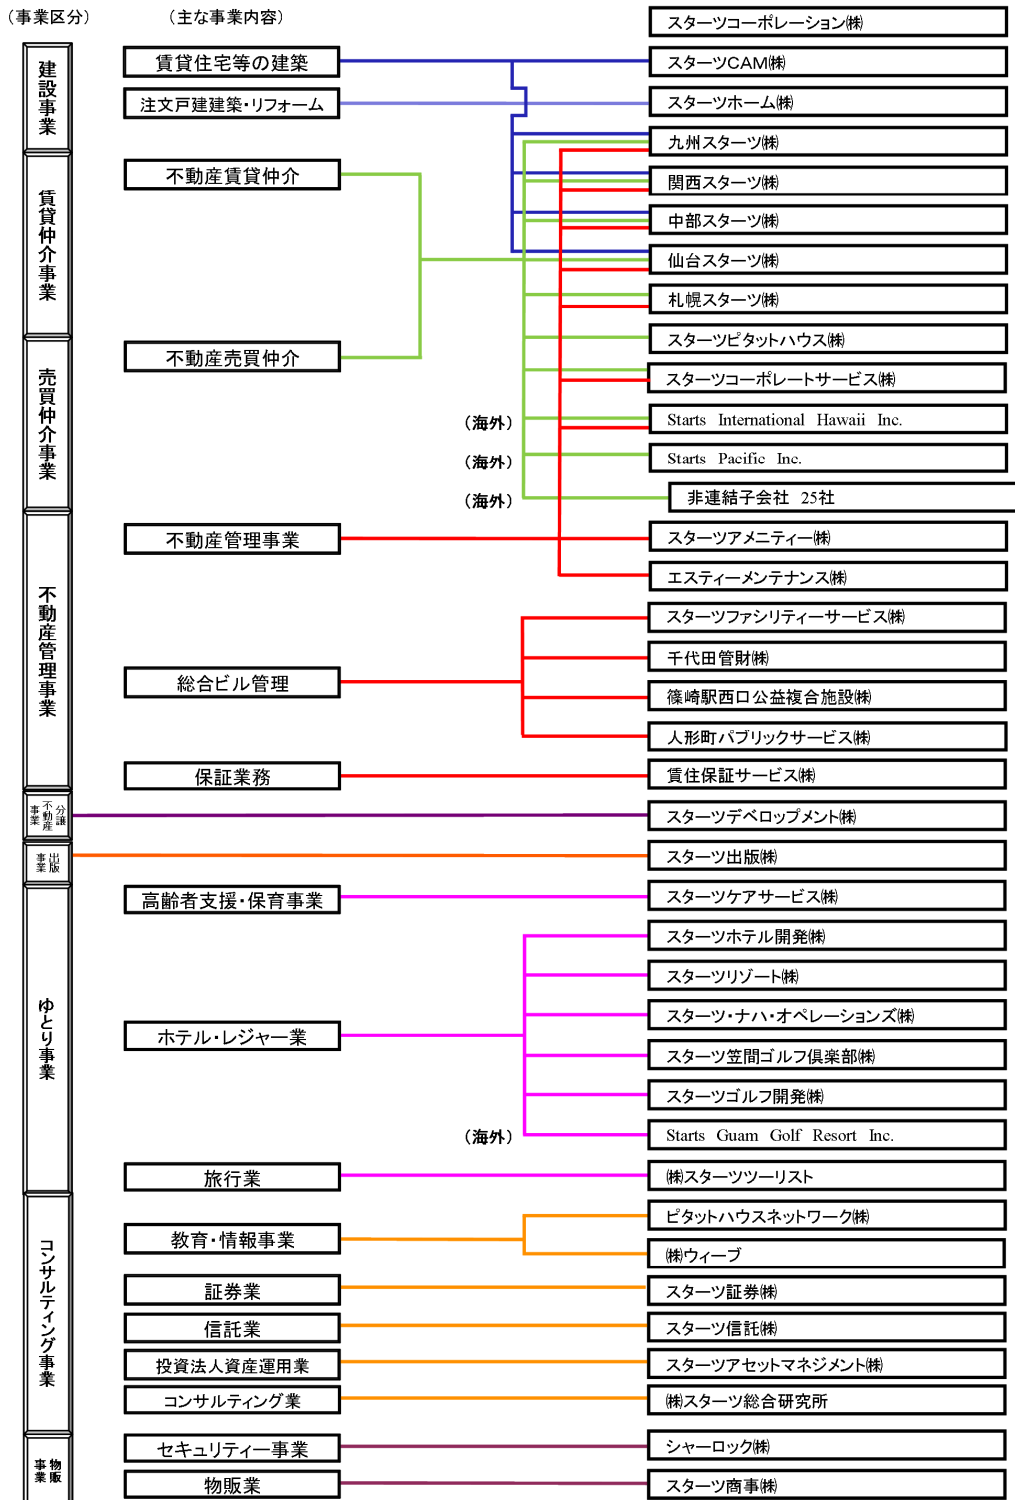 （事業区分）
（主な事業内容）
スターツコーポレーション㈱
建設事業
賃貸住宅等の建築
スターツCAM㈱
注文戸建建築・リフォーム
スターツホーム㈱
九州スターツ㈱
賃貸仲介事業
不動産賃貸仲介
関西スターツ㈱
中部スターツ㈱
仙台スターツ㈱
札幌スターツ㈱
売買仲介事業
不動産売買仲介
スターツピタットハウス㈱
スターツコーポレートサービス㈱
（海外）
Starts International Hawaii Inc.
（海外）
Starts Pacific Inc.
（海外）
非連結子会社 25社
不動産管理事業
不動産管理事業
スターツアメニティー㈱
エスティーメンテナンス㈱
スターツファシリティーサービス㈱
総合ビル管理
千代田管財㈱
篠崎駅西口公益複合施設㈱
人形町パブリックサービス㈱
保証業務
賃住保証サービス㈱
分譲
不動産
事業
スターツデベロップメント㈱
出版
事業
スターツ出版㈱
ゆとり事業
高齢者支援・保育事業
スターツケアサービス㈱
スターツホテル開発㈱
スターツリゾート㈱
ホテル・レジャー業
スターツ・ナハ・オペレーションズ㈱
スターツ笠間ゴルフ倶楽部㈱
スターツゴルフ開発㈱
（海外）
Starts Guam Golf Resort Inc.
旅行業
㈱スターツツーリスト
コンサルティング事業
教育・情報事業
ピタットハウスネットワーク㈱
㈱ウィーブ
証券業
スターツ証券㈱
信託業
スターツ信託㈱
投資法人資産運用業
スターツアセットマネジメント㈱
コンサルティング業
㈱スターツ総合研究所
物販
事業
セキュリティー事業
シャーロック㈱
物販業
スターツ商事㈱